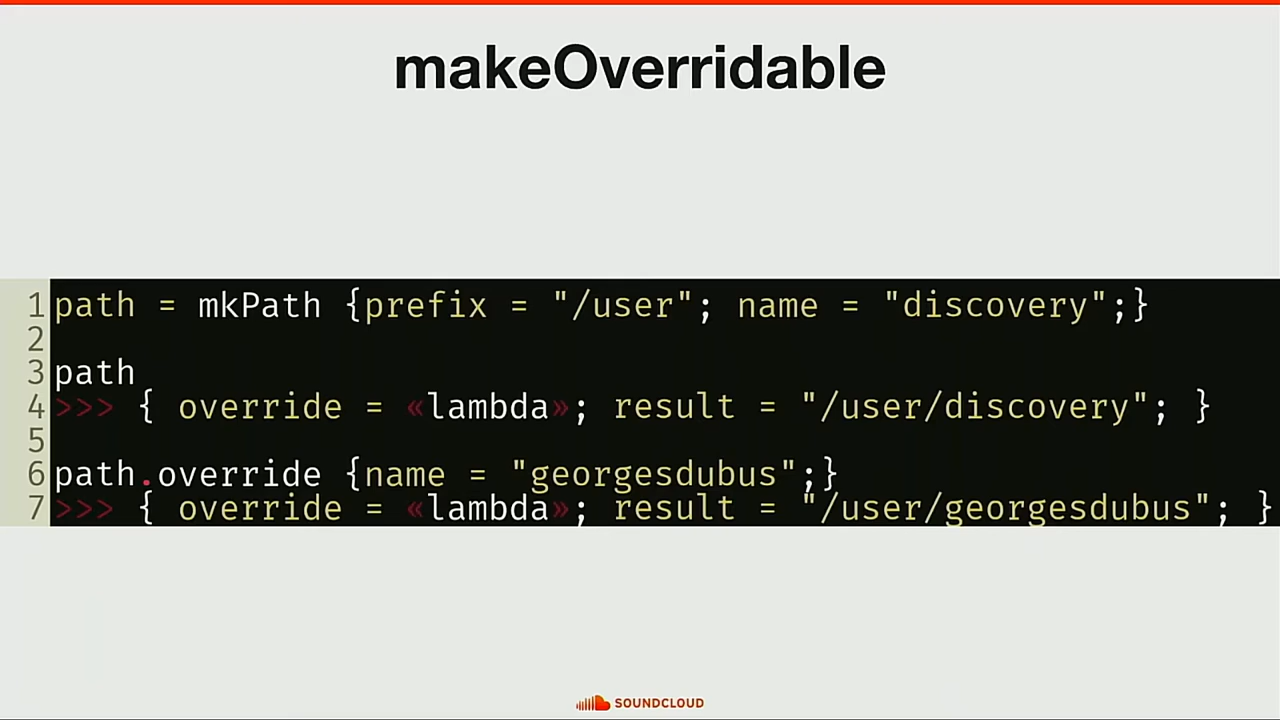 makeOverridable
1 path = mkPath {prefix = "/user"; name = "discovery";}
2
3 path
4 >>> { override = «lambda»; result = "/user/discovery"; }
5
6 path.override {name = "georgesdubus";}
7 >>> { override = «lambda»; result = "/user/georgesdubus"; }
SOUNDCLOUD